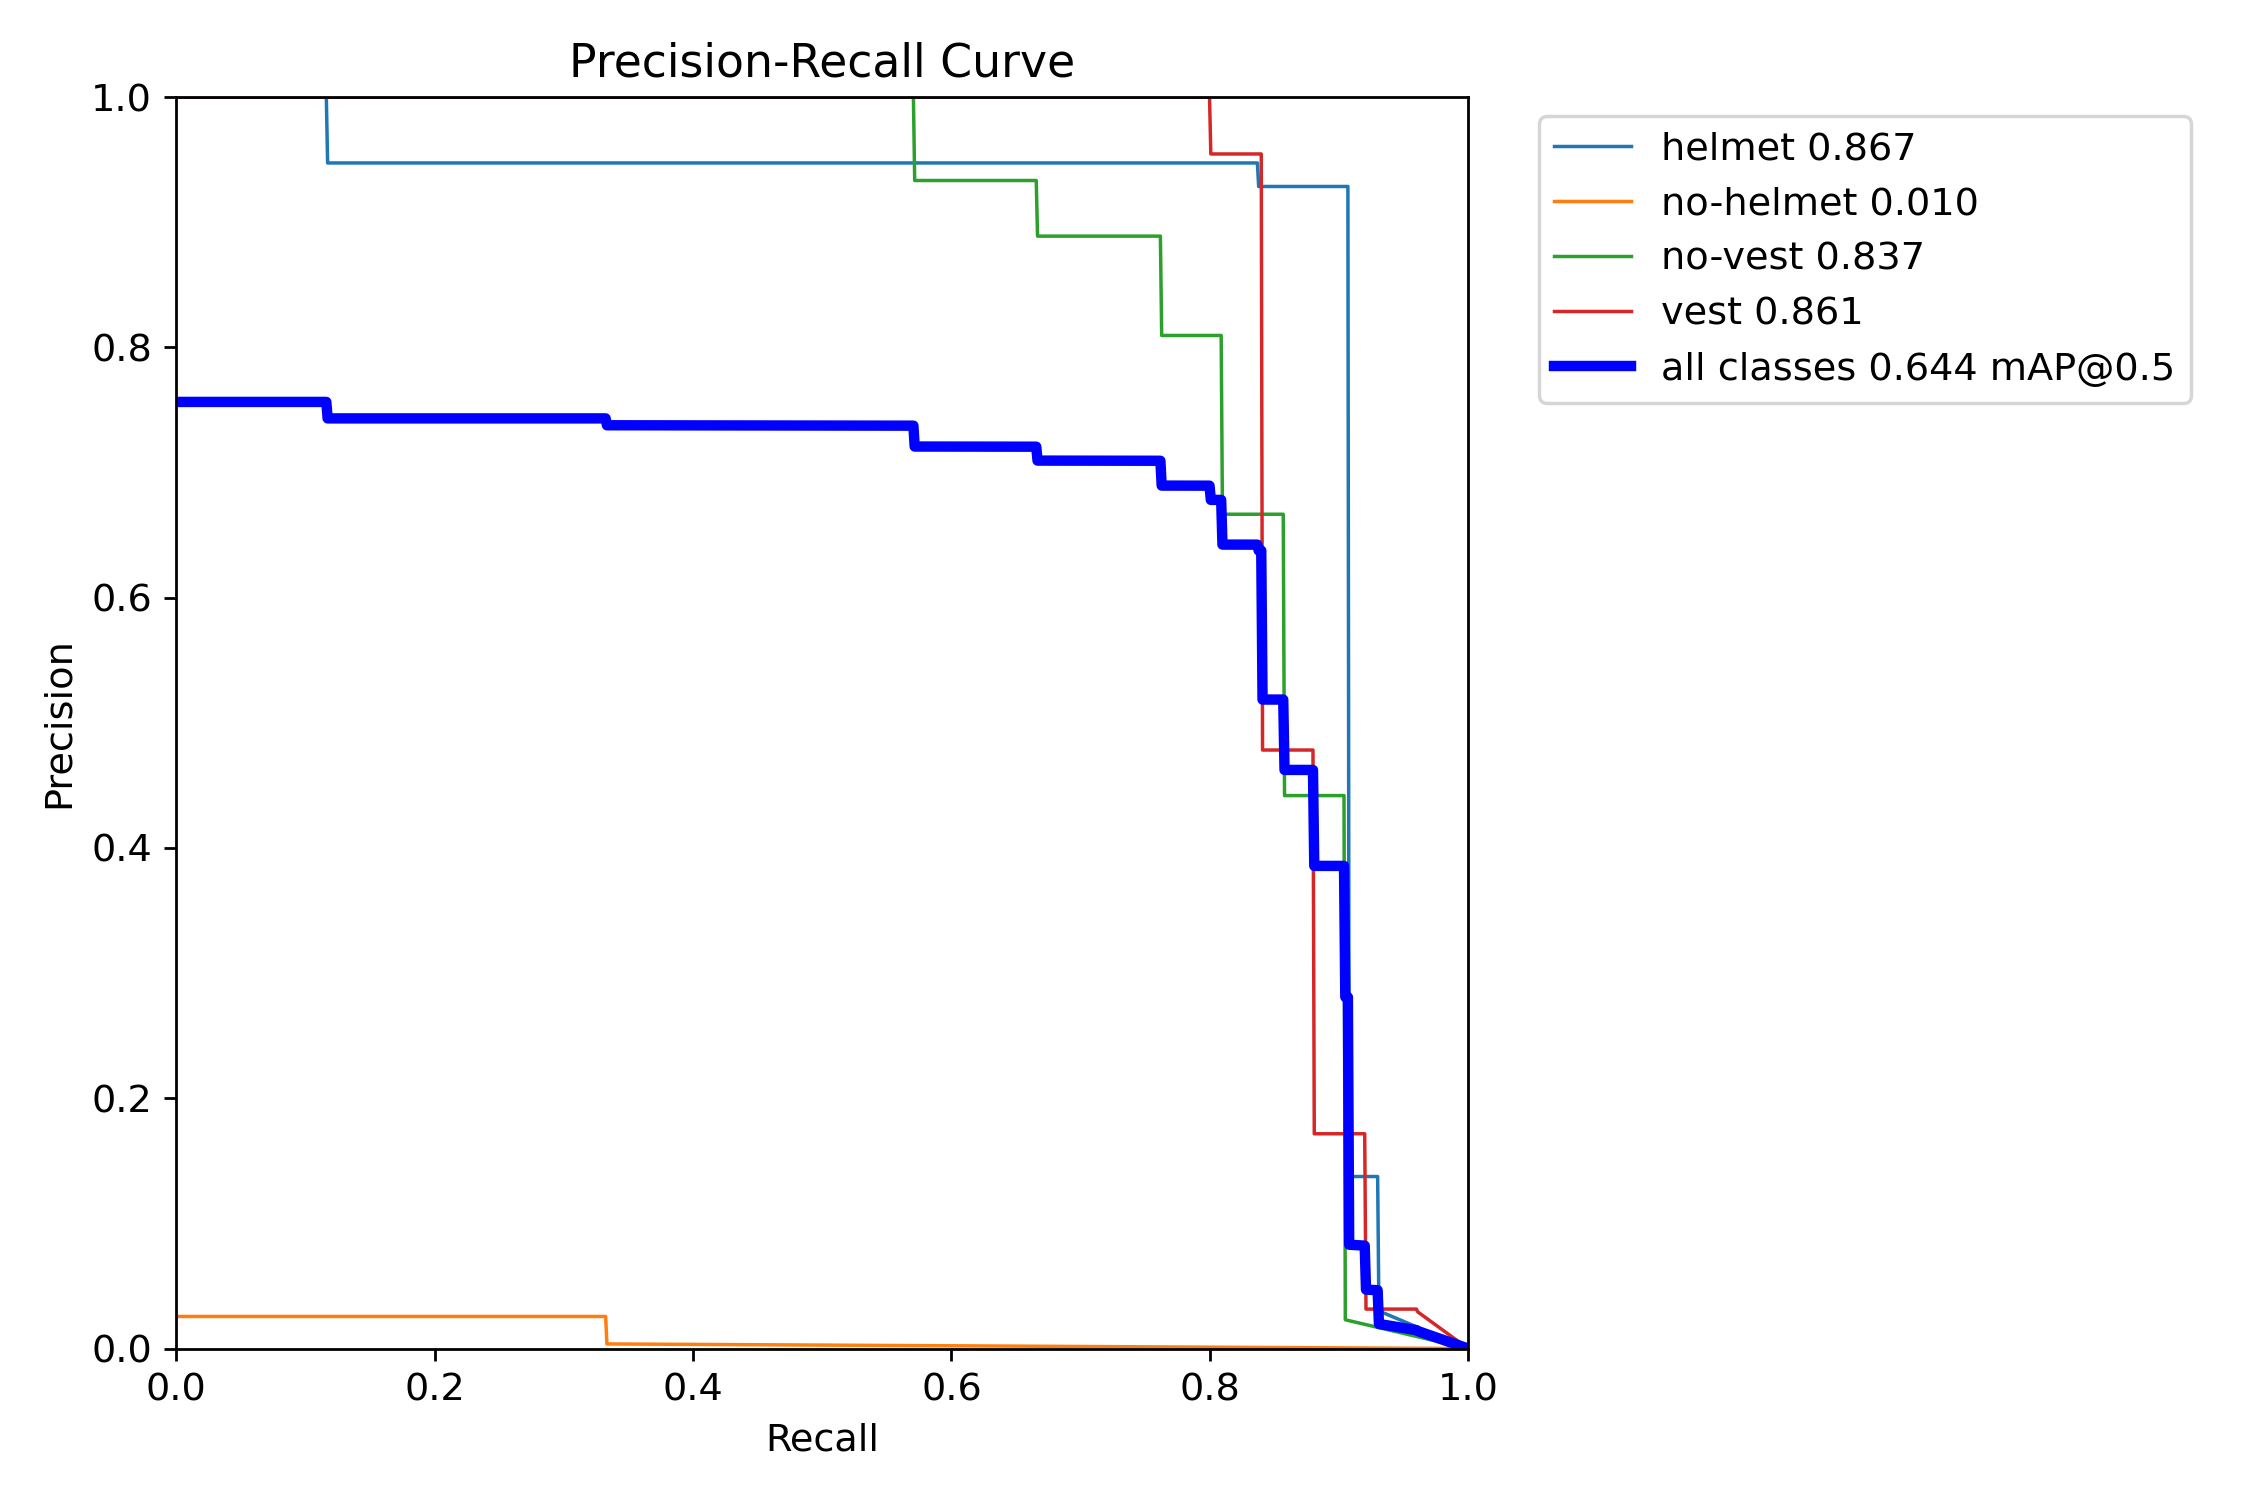 Precision-Recall Curve
1.0
0.8
0.6
0.4
0.2
0.0
Precision
0.0 0.2 0.4 0.6 0.8 1.0
Recall
helmet 0.867
no-helmet 0.010
no-vest 0.837
vest 0.861
all classes 0.644 mAP@0.5